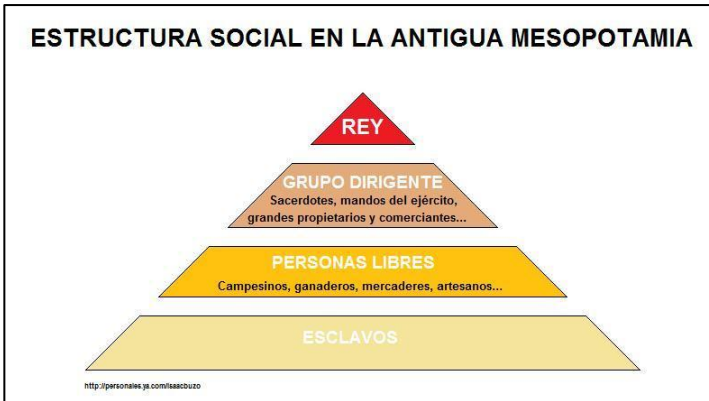 ESTRUCTURA SOCIAL EN LA ANTIGUA MESOPOTAMIA
REY
GRUPO DIRIGENTE
Sacerdotes, mandos del ejército,
grandes propietarios y comerciantes...
PERSONAS LIBRES
Campesinos, ganaderos, mercaderes, artesanos...
ESCLAVOS
http://personales.ya.com/isaacbuzo